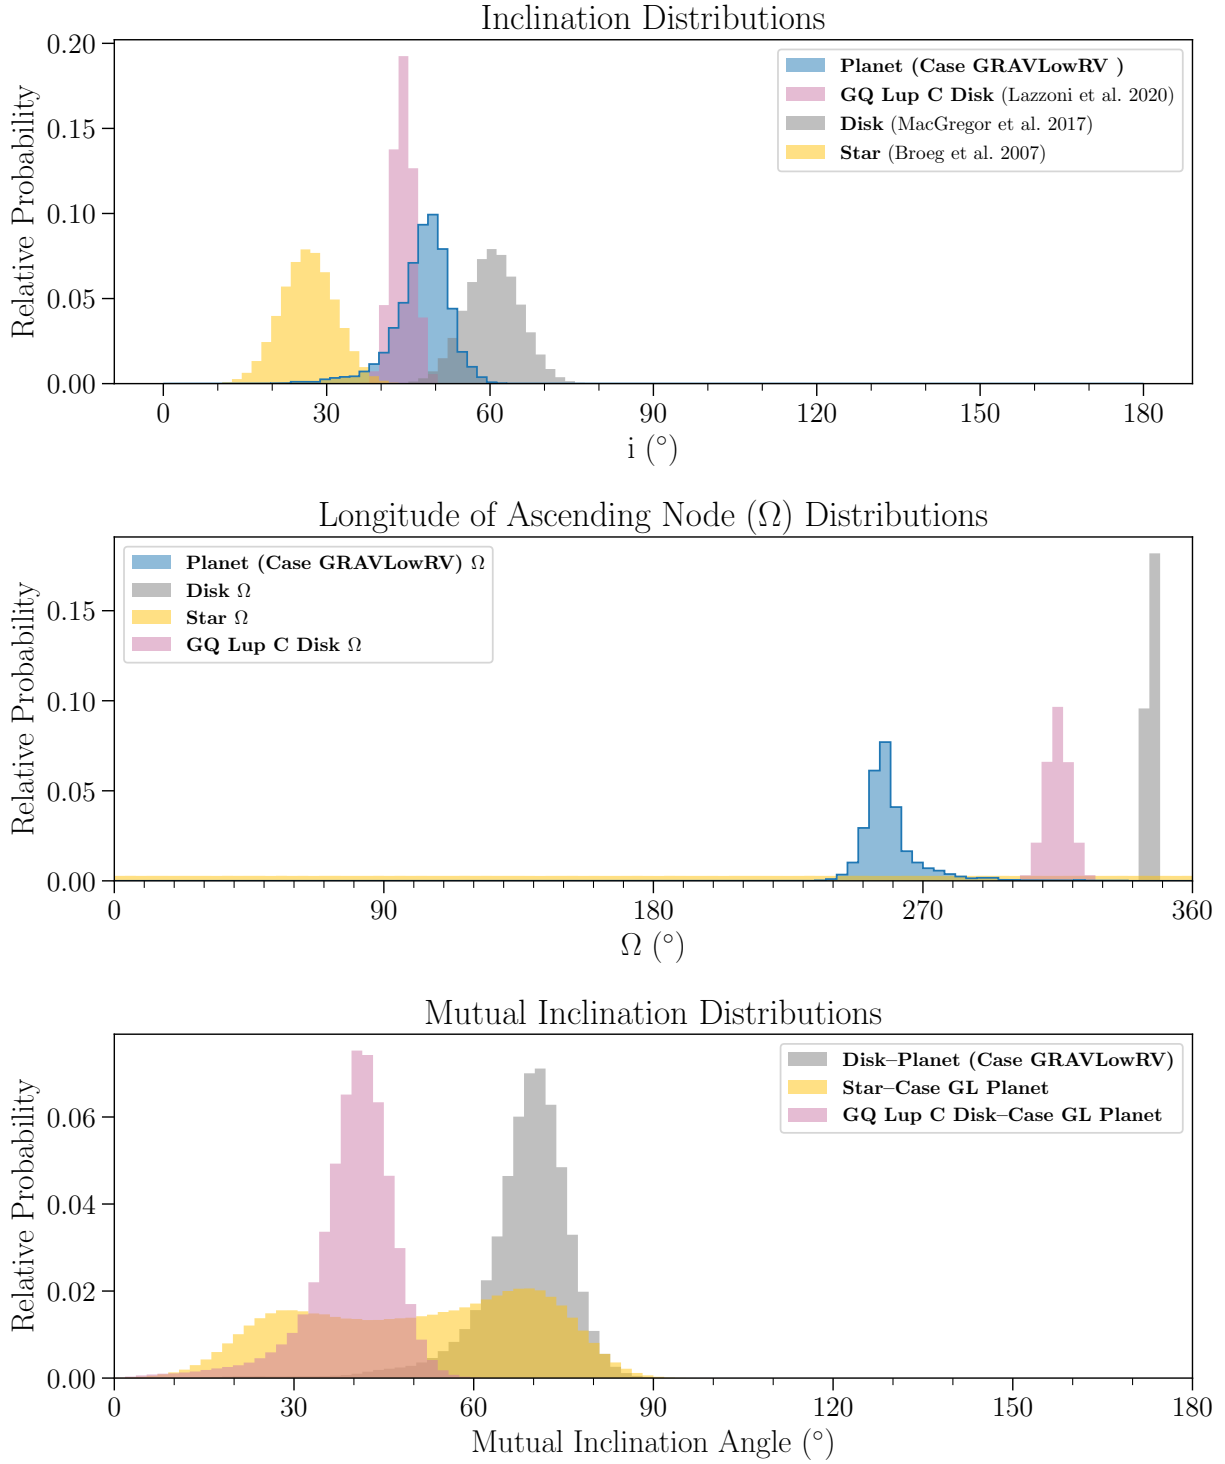 Inclination Distributions
Relative Probability
0.20
0.15
0.10
0.05
0.00
Planet (Case GRAVLowRV )
GQ Lup C Disk (Lazzoni et al. 2020)
Disk (MacGregor et al. 2017)
Star (Broeg et al. 2007)
0 30 60 90 120 150 180
i (°)
Longitude of Ascending Node (Ω) Distributions
Relative Probability
0.15
0.10
0.05
0.00
Planet (Case GRAVLowRV) Ω
Disk Ω
Star Ω
GQ Lup C Disk Ω
0 90 180 270 360
Ω (°)
Mutual Inclination Distributions
Relative Probability
0.06
0.04
0.02
0.00
Disk–Planet (Case GRAVLowRV)
Star–Case GL Planet
GQ Lup C Disk–Case GL Planet
0 30 60 90 120 150 180
Mutual Inclination Angle (°)